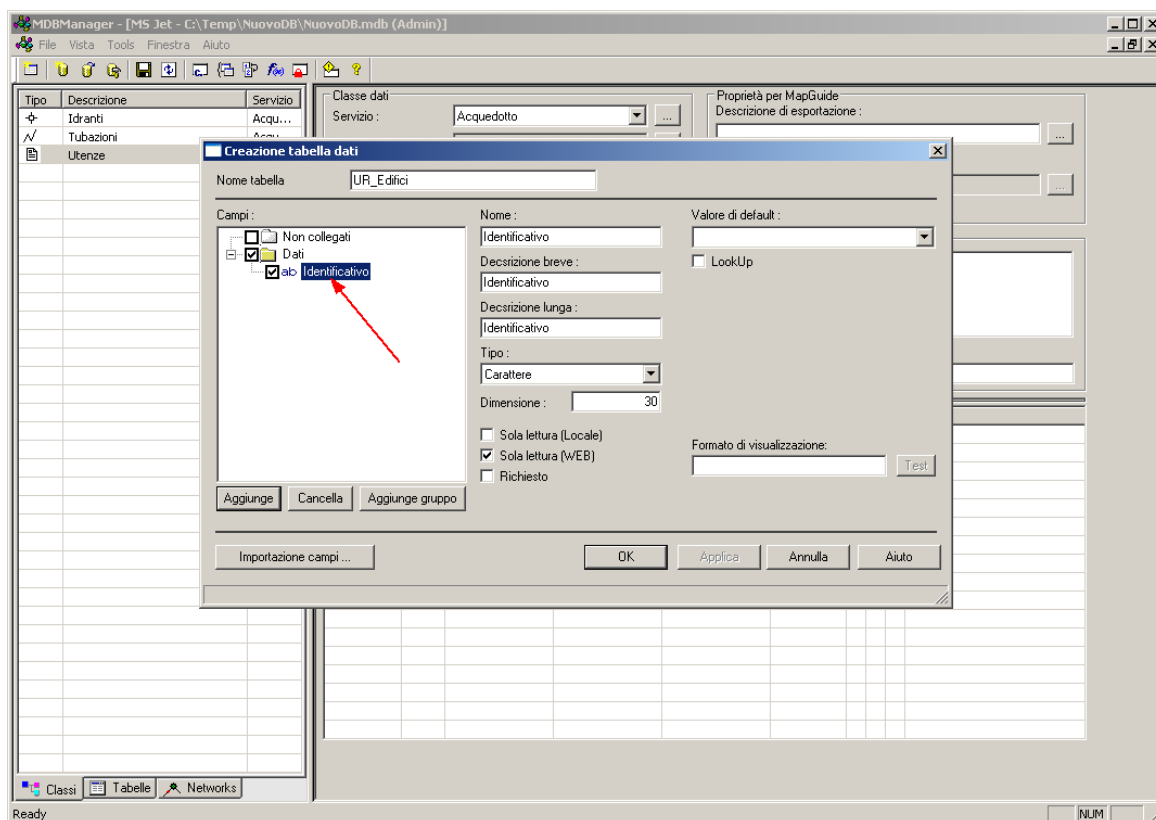 MDBManager - [MS Jet - C:\Temp\NuovoDB\NuovoDB.mdb (Admin)]
File Vista Tools Finestra Aiuto
Tipo Descrizione Servizio
Idranti Acqu...
Tubazioni Acqu...
Utenze
Classe dati
Servizio : Acquedotto ...
Proprietà per MapGuide
Descrizione di esportazione :
...
...
Creazione tabella dati
Nome tabella UR_Edifici
Campi :
Non collegati
Dati
ab Identificativo
Nome :
Identificativo
Decsrizione breve :
Identificativo
Decsrizione lunga :
Identificativo
Tipo :
Carattere
Dimensione : 30
Sola lettura (Locale)
Sola lettura (WEB)
Richiesto
Valore di default :
LookUp
Formato di visualizzazione:
Test
Aggiunge Cancella Aggiunge gruppo
Importazione campi ... OK Applica Annulla Aiuto
Classi Tabelle Networks
Ready NUM